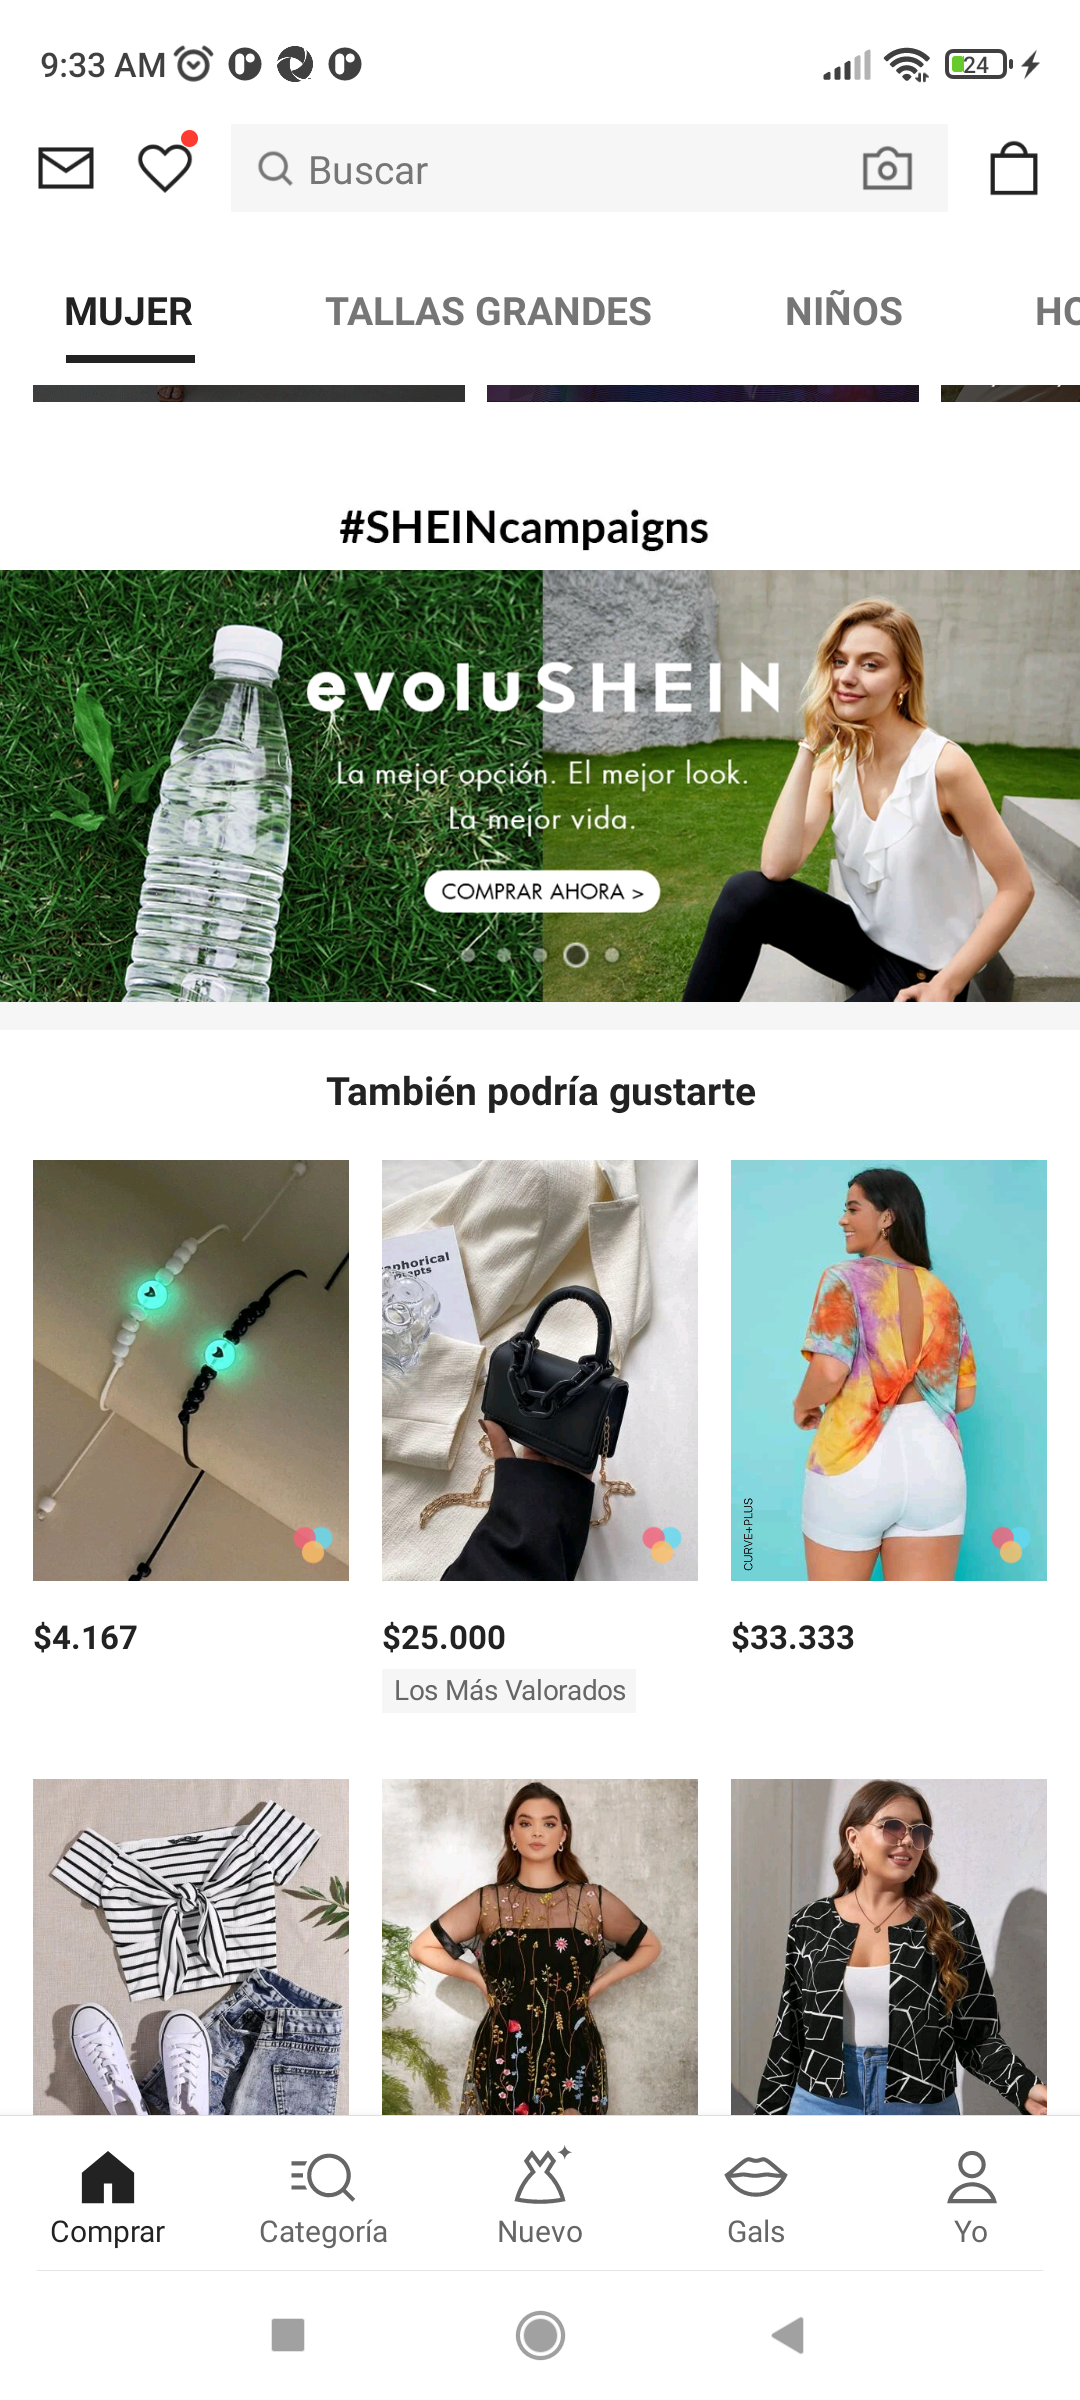 9:33 AM
24
Buscar
MUJER
TALLAS GRANDES
NIÑOS
HO
#SHEINcampaigns
evoluSHEIN
La mejor opción. El mejor look.
La mejor vida.
COMPRAR AHORA >
También podría gustarte
aphorical
CURVE+PLUS
$4.167
$25.000
$33.333
Los Más Valorados
Comprar
Categoría
Nuevo
Gals
Yo